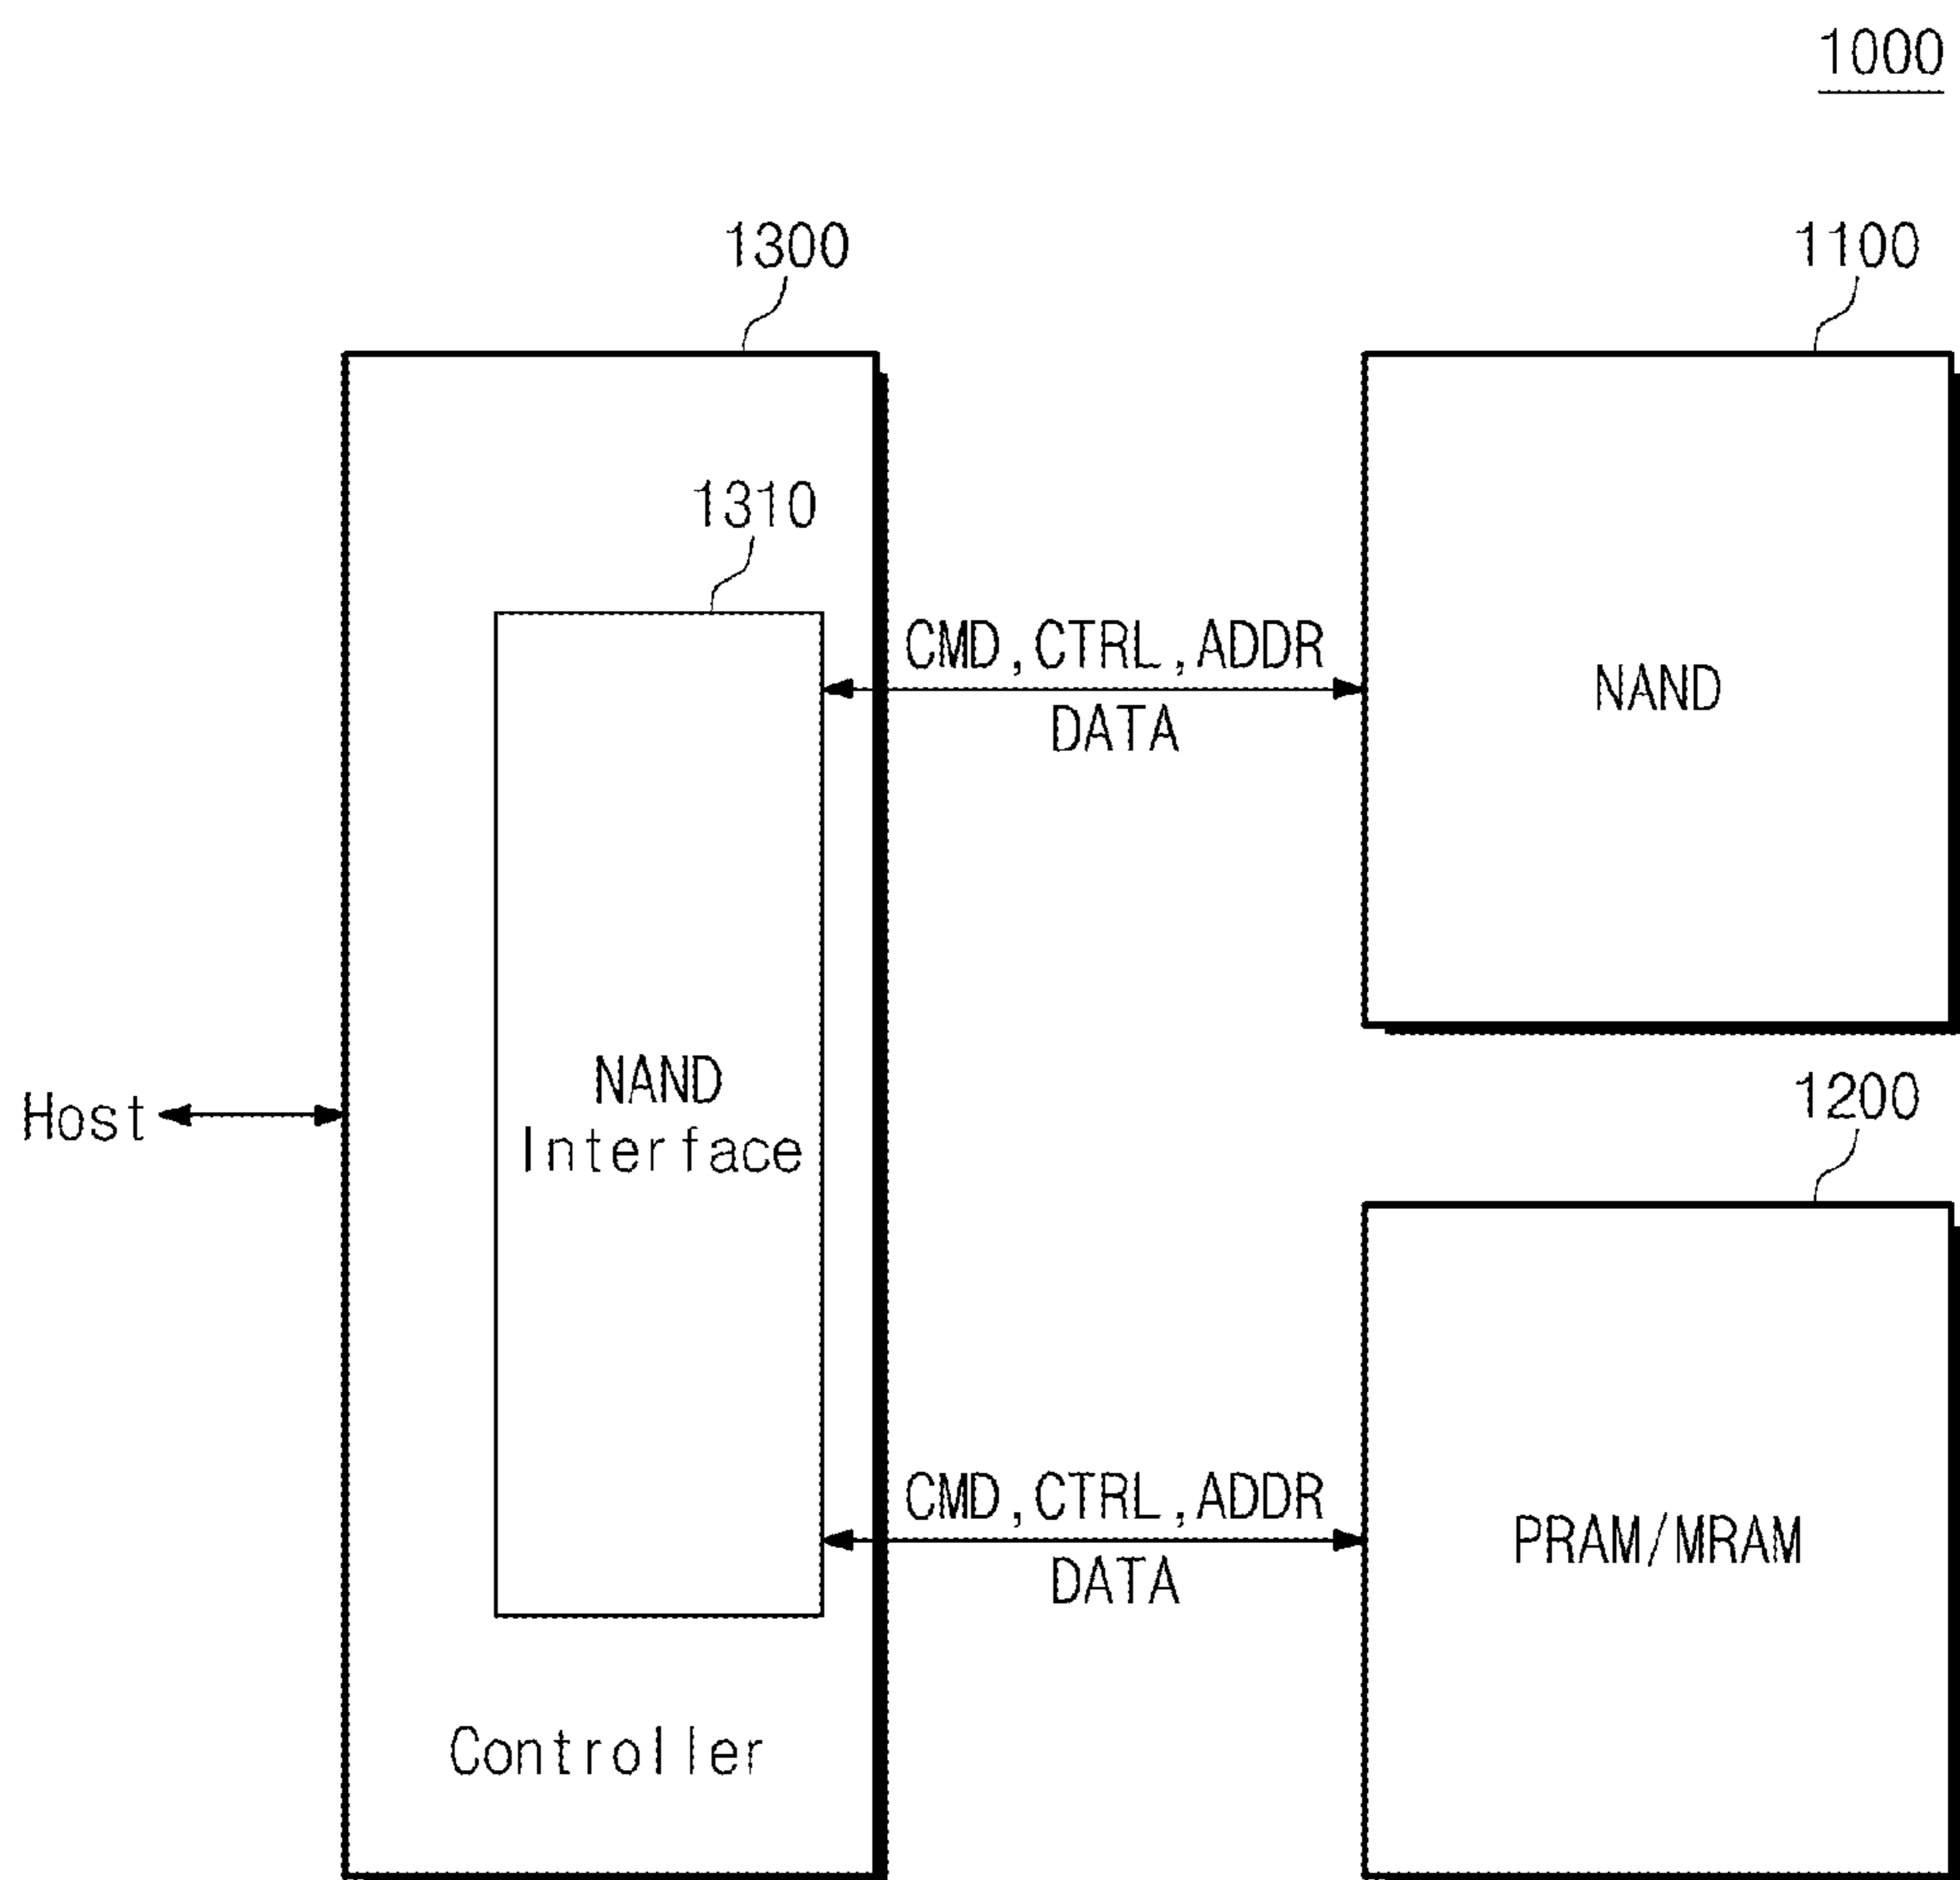 1000
1300
1100
1310
CMD,CTRL,ADDR
DATA
NAND
NAND
Interface
Host
1200
CMD,CTRL,ADDR
DATA
PRAM/MRAM
Controller